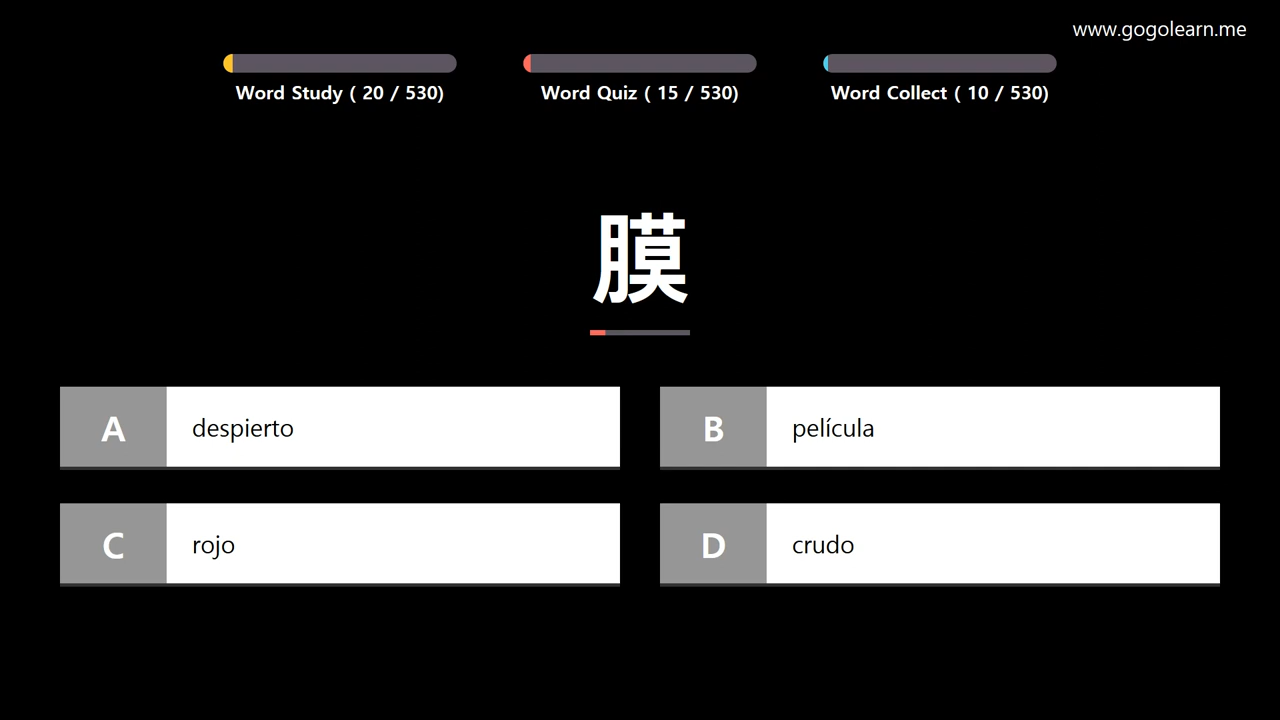 www.gogolearn.me
Word Study ( 20 / 530)
Word Quiz ( 15 / 530)
Word Collect ( 10 / 530)
膜
A
despierto
B
película
C
rojo
D
crudo